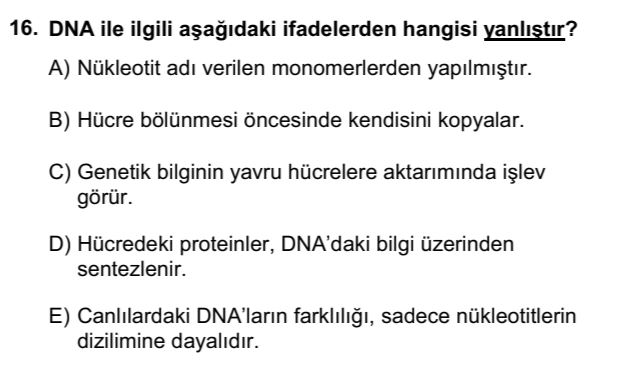 16. DNA ile ilgili aşağıdaki ifadelerden hangisi yanlıştır?
A) Nükleotit adı verilen monomerlerden yapılmıştır.
B) Hücre bölünmesi öncesinde kendisini kopyalar.
C) Genetik bilginin yavru hücrelere aktarımında işlev
görür.
D) Hücredeki proteinler, DNA’daki bilgi üzerinden
sentezlenir.
E) Canlılardaki DNA’ların farklılığı, sadece nükleotitlerin
dizilimine dayalıdır.